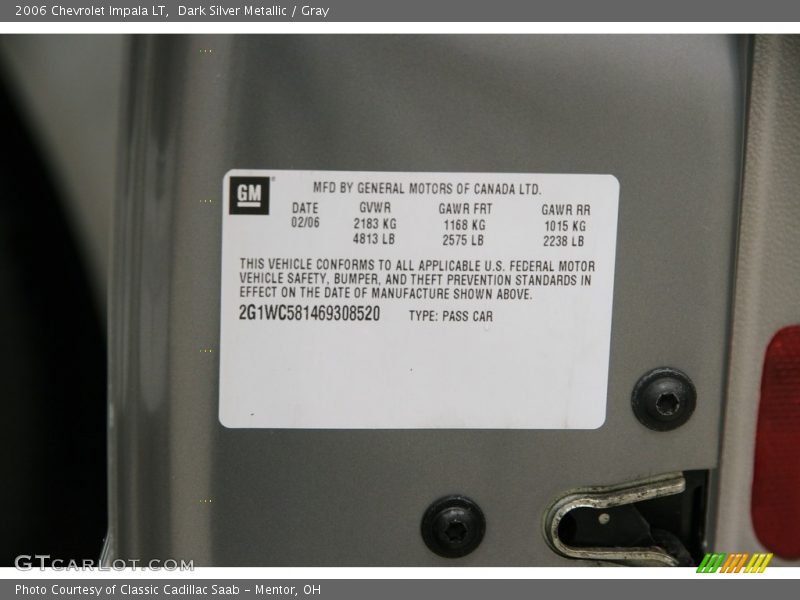 2006 Chevrolet Impala LT,  Dark Silver Metallic / Gray
GM
MFD BY GENERAL MOTORS OF CANADA LTD.
DATE GVWR GAWR FRT GAWR RR
02/06 2183 KG 1168 KG 1015 KG
4813 LB 2575 LB 2238 LB
THIS VEHICLE CONFORMS TO ALL APPLICABLE U.S. FEDERAL MOTOR
VEHICLE SAFETY, BUMPER, AND THEFT PREVENTION STANDARDS IN
EFFECT ON THE DATE OF MANUFACTURE SHOWN ABOVE.
2G1WC581469308520 TYPE: PASS CAR
GTCARLOT.COM
Photo Courtesy of Classic Cadillac Saab - Mentor, OH